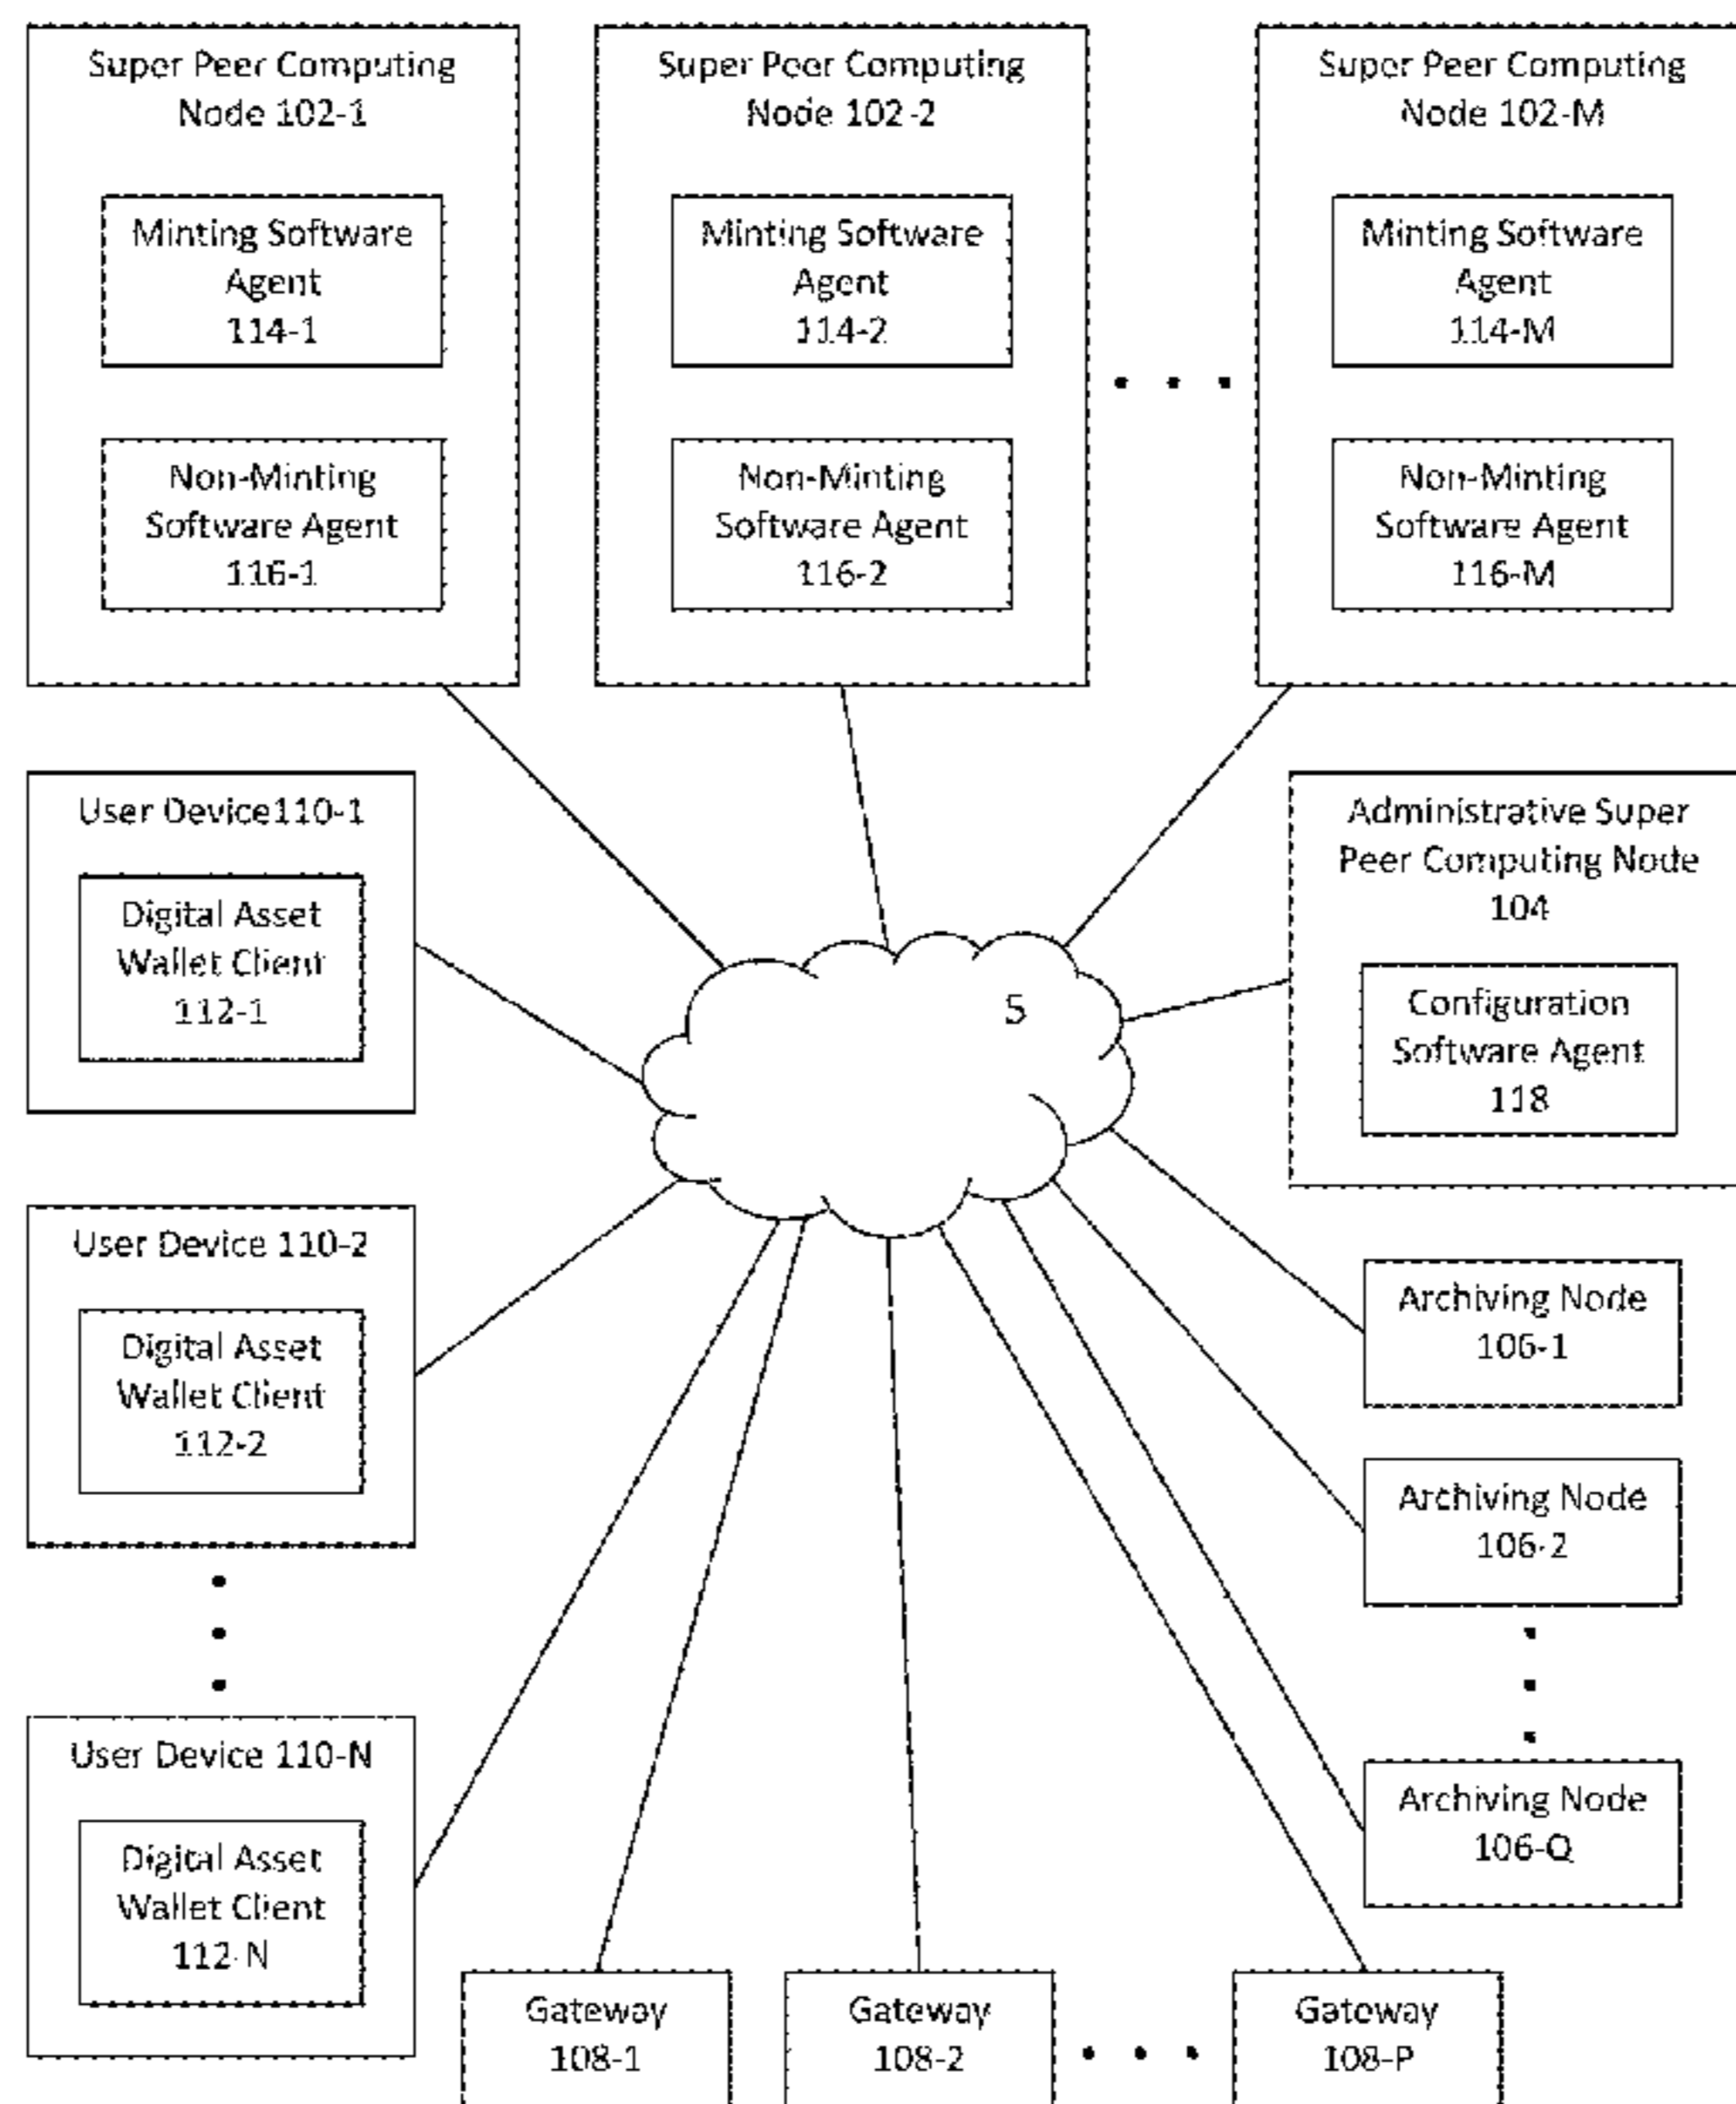 Super Peer Computing
Node 102-1
Minting Software
Agent
114-1
Non-Minting
Software Agent
116-1
Super Peer Computing
Node 102-2
Minting Software
Agent
114-2
Non-Minting
Software Agent
116-2
Super Peer Computing
Node 102-M
Minting Software
Agent
114-M
Non-Minting
Software Agent
116-M
User Device110-1
Digital Asset
Wallet Client
112-1
5
Administrative Super
Peer Computing Node
104
Configuration
Software Agent
118
User Device 110-2
Digital Asset
Wallet Client
112-2
Archiving Node
106-1
Archiving Node
106-2
Archiving Node
106-Q
User Device 110-N
Digital Asset
Wallet Client
112-N
Gateway
108-1
Gateway
108-2
Gateway
108-P